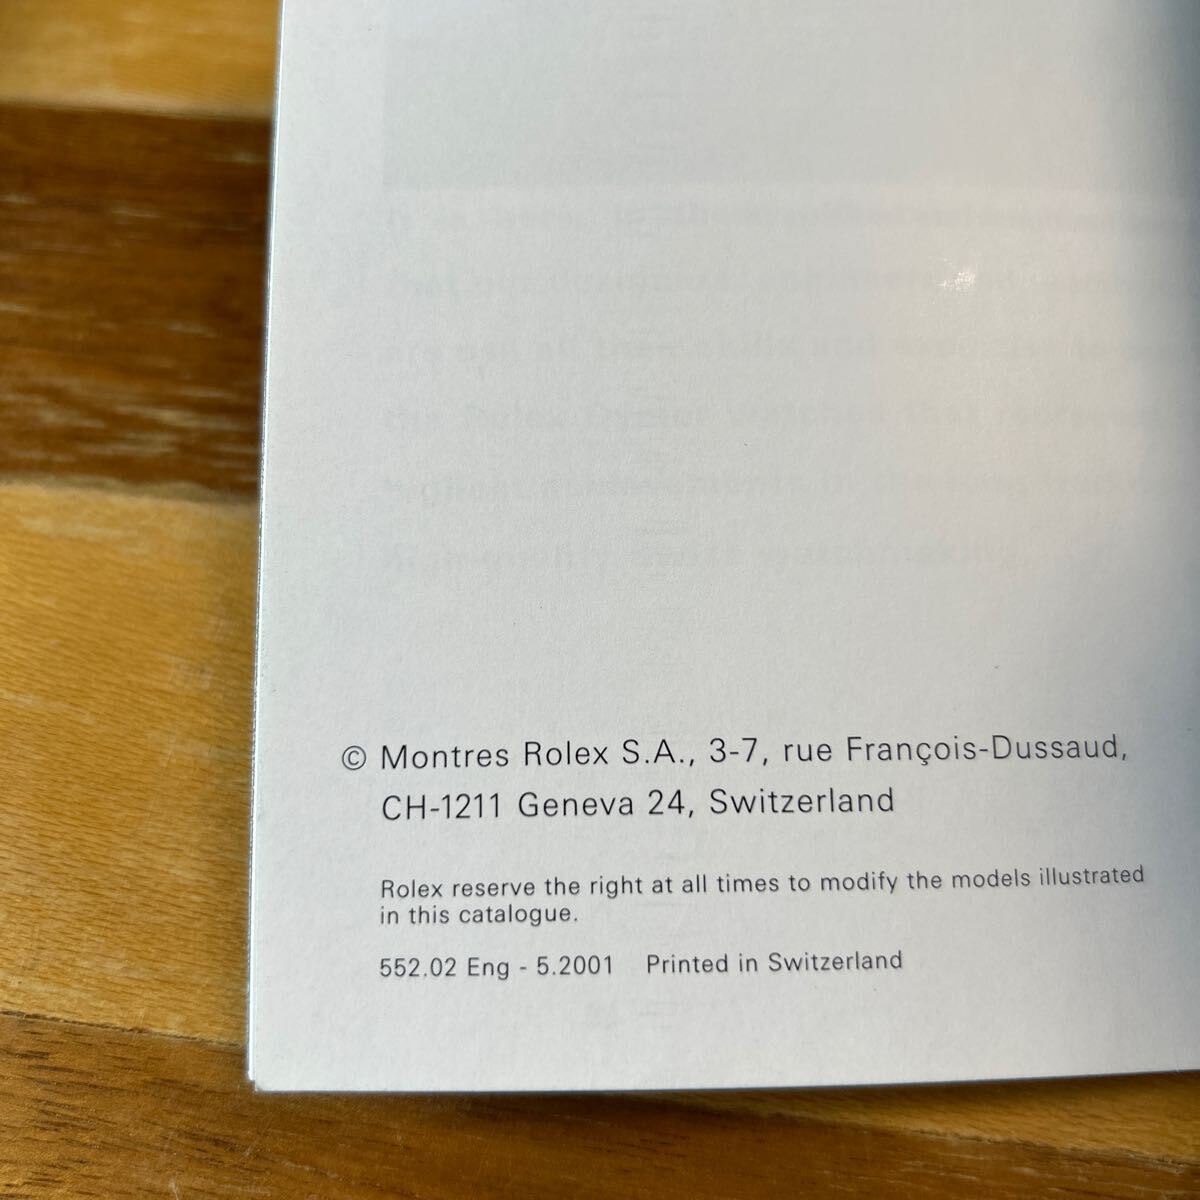 © Montres Rolex S.A., 3-7, rue François-Dussaud,
CH-1211 Geneva 24, Switzerland
Rolex reserve the right at all times to modify the models illustrated
in this catalogue.
552.02 Eng - 5.2001 Printed in Switzerland